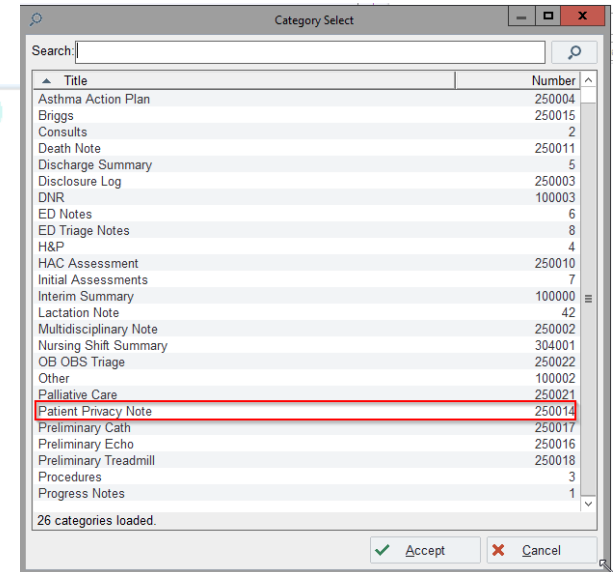 Category Select
Search:
Title Number
Asthma Action Plan 250004
Briggs 250015
Consults 2
Death Note 250011
Discharge Summary 5
Disclosure Log 250003
DNR 100003
ED Notes 6
ED Triage Notes 8
H&P 4
HAC Assessment 250010
Initial Assessments 7
Interim Summary 100000
Lactation Note 42
Multidisciplinary Note 250002
Nursing Shift Summary 304001
OB OBS Triage 250022
Other 100002
Palliative Care 250021
Patient Privacy Note 250014
Preliminary Cath 250017
Preliminary Echo 250016
Preliminary Treadmill 250018
Procedures 3
Progress Notes 1
26 categories loaded.
Accept Cancel